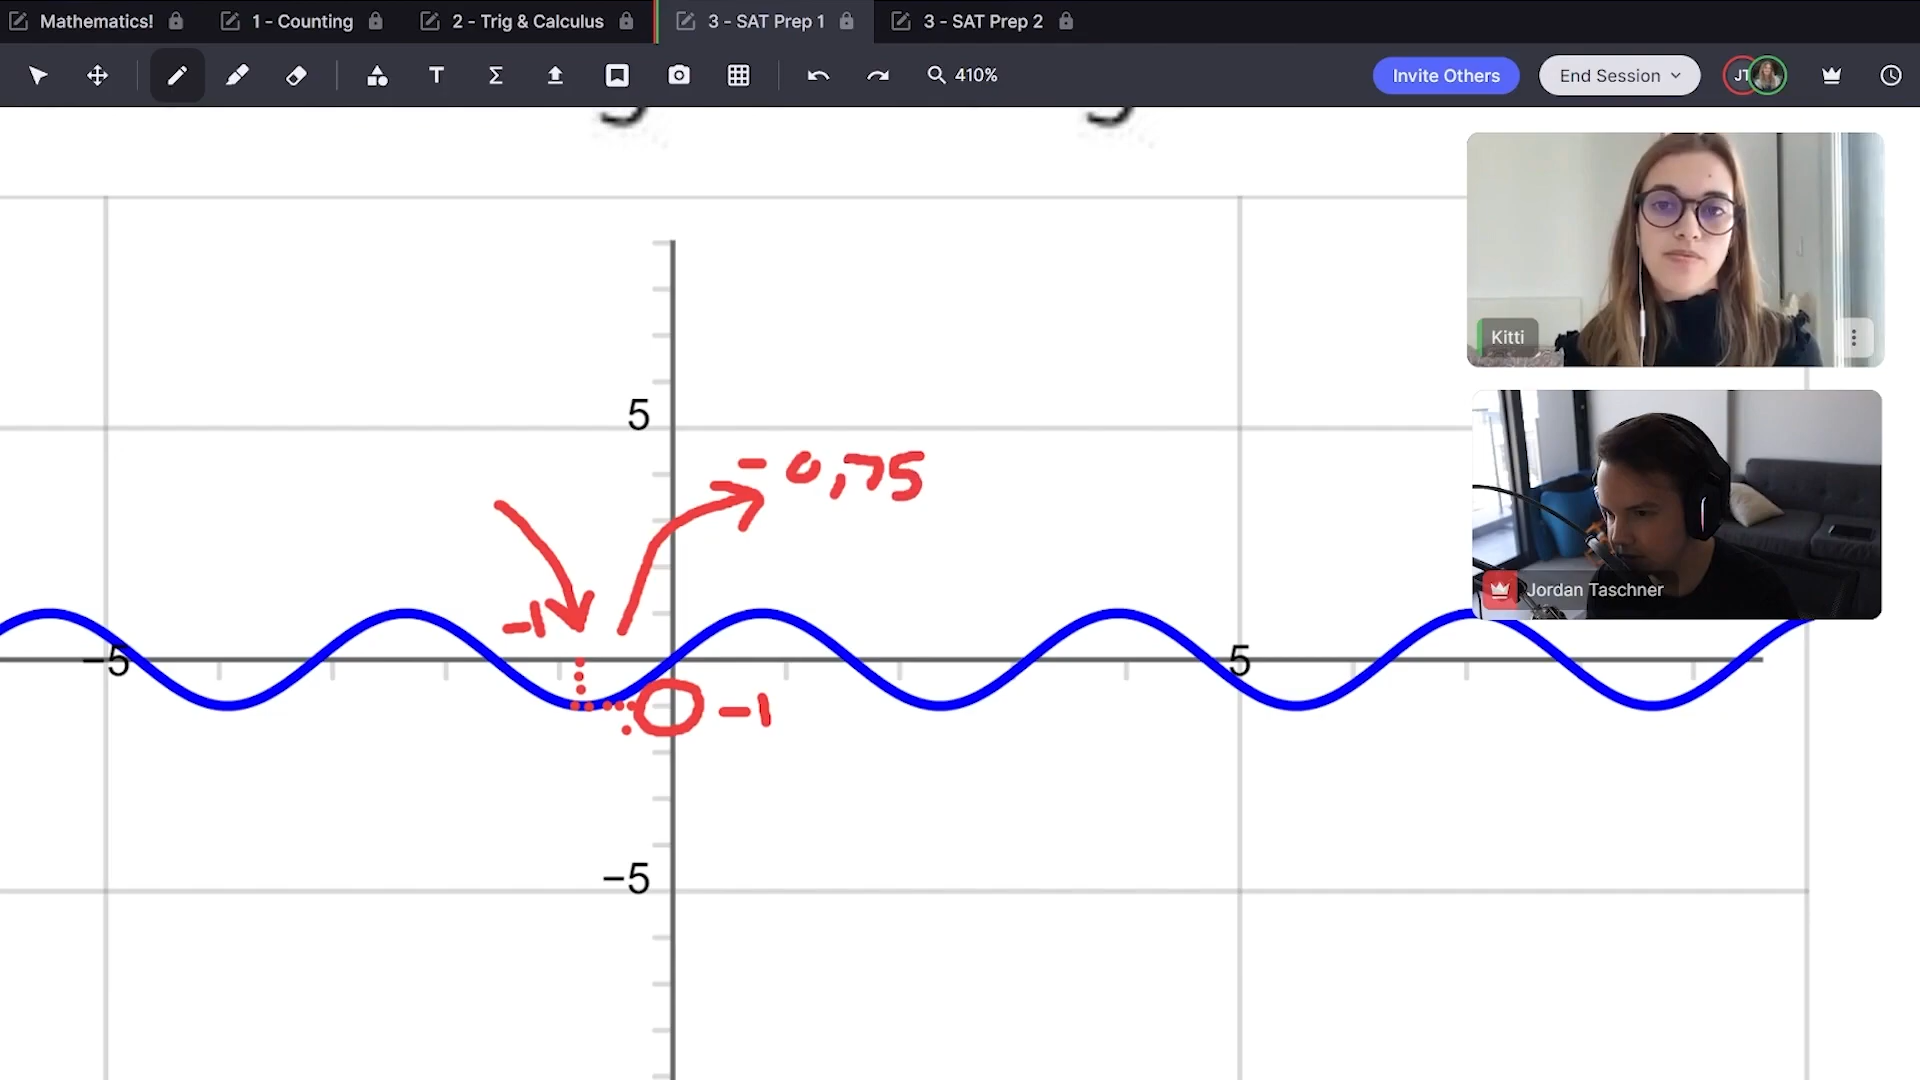 Mathematics!
1 - Counting
2 - Trig & Calculus
3 - SAT Prep 1
3 - SAT Prep 2
T
Σ
410%
Invite Others
End Session
JT
Kitti
5
- 0,75
Jordan Taschner
-1
-5
5
-1
-5